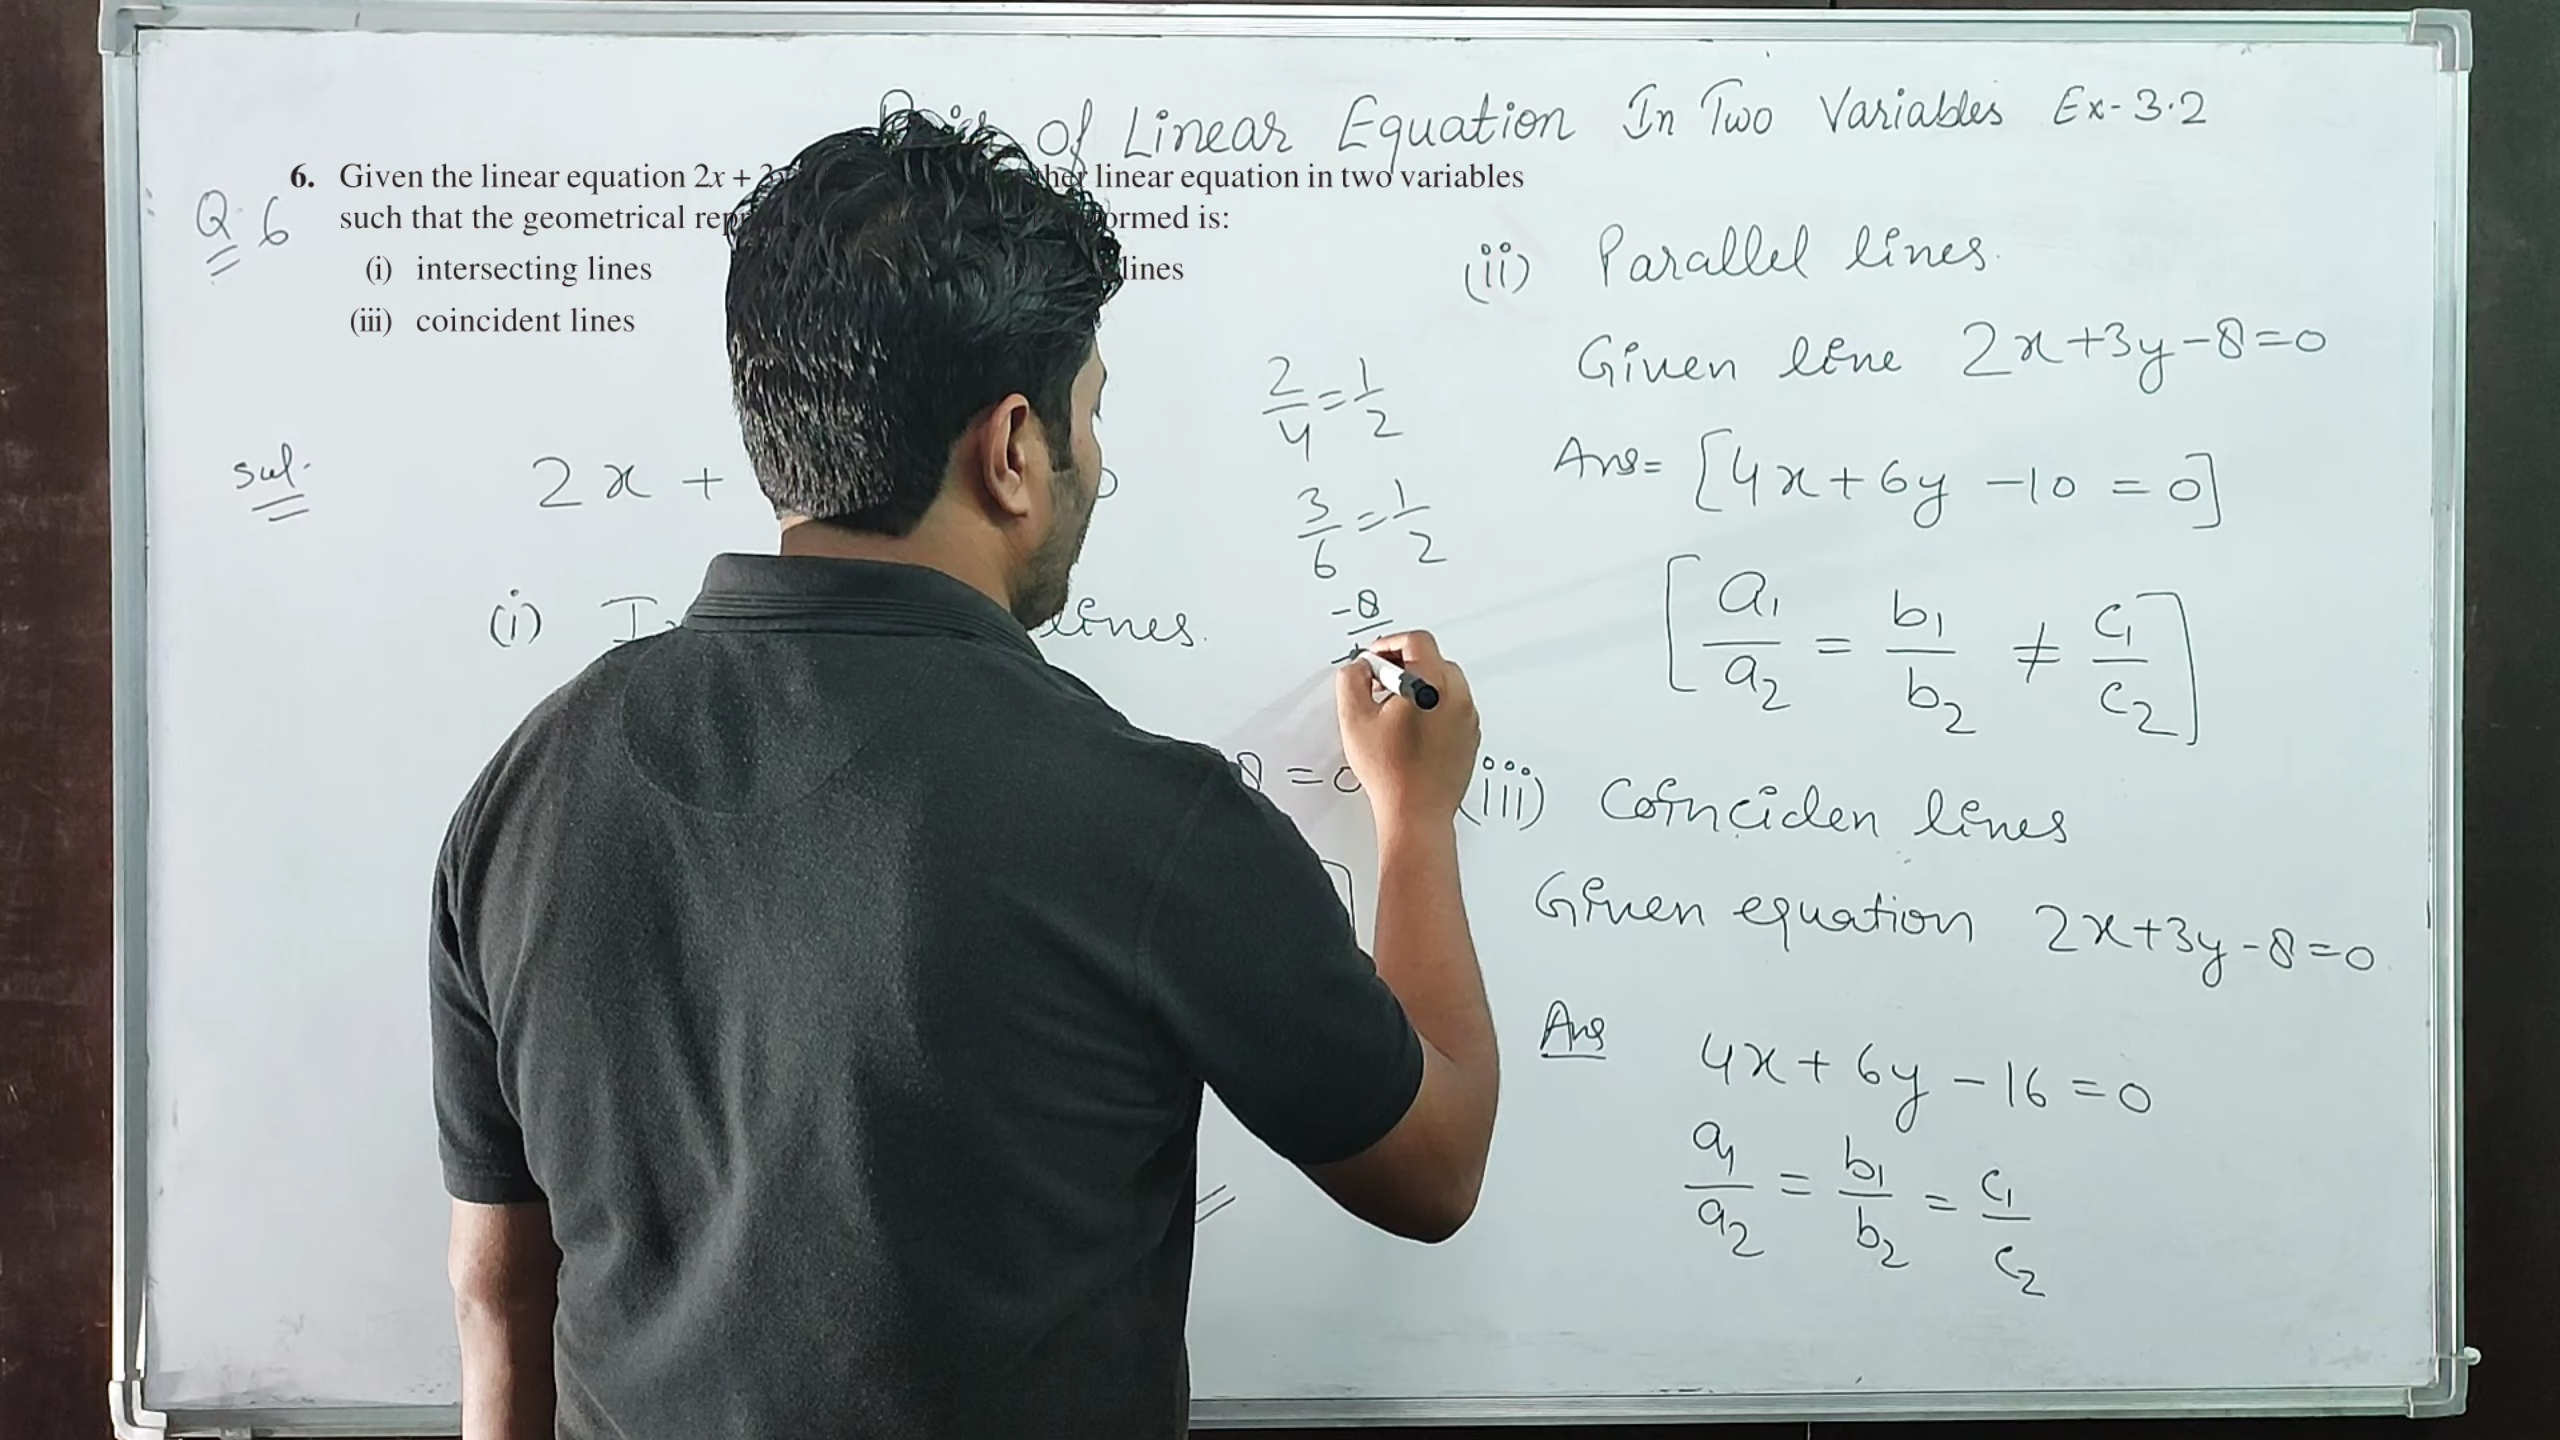 of Linear Equation In Two Variables Ex-3.2
Q.6
6. Given the linear equation 2x + linear equation in two variables
such that the geometrical ormed is:
(i) intersecting lines lines
(iii) coincident lines
Sul.
2x +
(i) lines.
= 0
2/4 = 1/2
3/6 = 1/2
-8
(ii) Parallel lines.
Given line 2x+3y-8=0
Ans= [4x+6y-10=0]
[a1/a2 = b1/b2 ≠ c1/c2]
(iii) Coinciden lines
Given equation 2x+3y-8=0
Ans 4x+6y-16=0
a1/a2 = b1/b2 = c1/c2